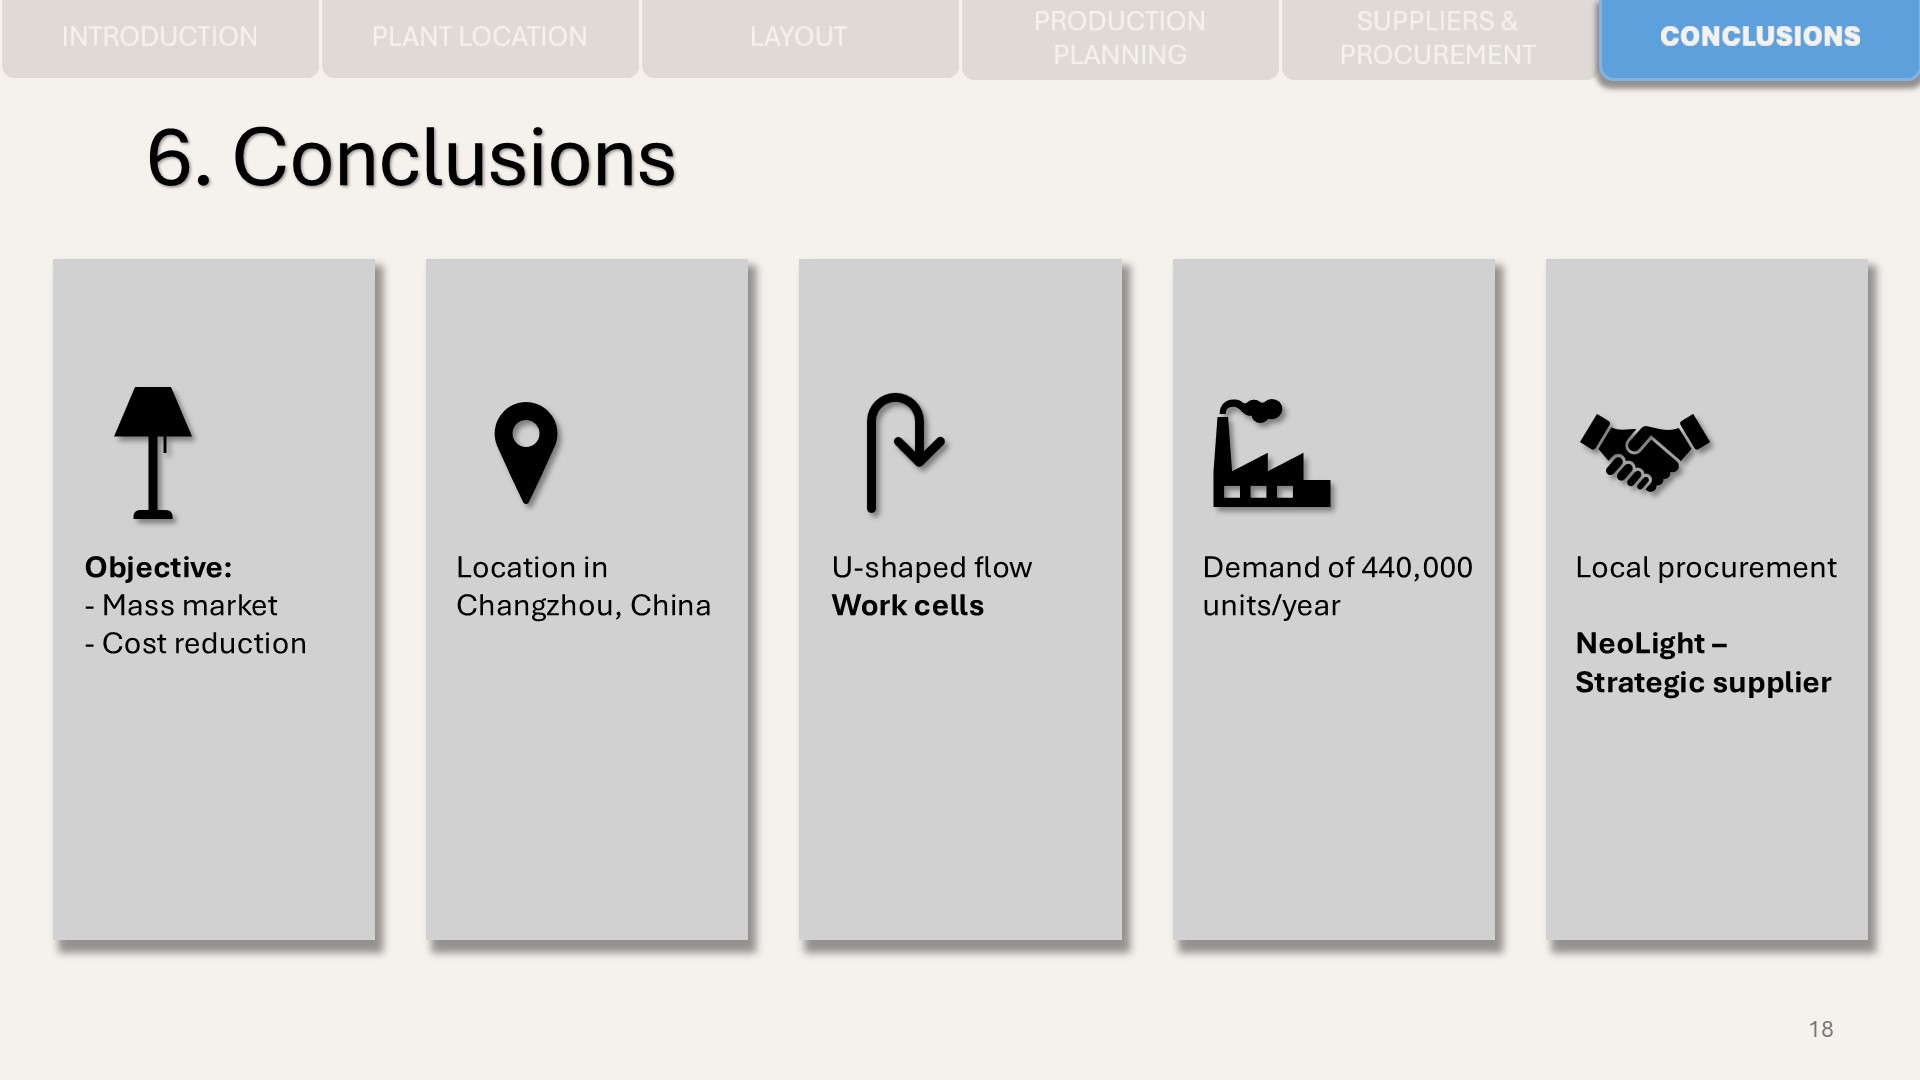 INTRODUCTION
PLANT LOCATION
LAYOUT
PRODUCTION
PLANNING
SUPPLIERS &
PROCUREMENT
CONCLUSIONS
6. Conclusions
Objective:
- Mass market
- Cost reduction
Location in
Changzhou, China
U-shaped flow
Work cells
Demand of 440,000
units/year
Local procurement
NeoLight –
Strategic supplier
18